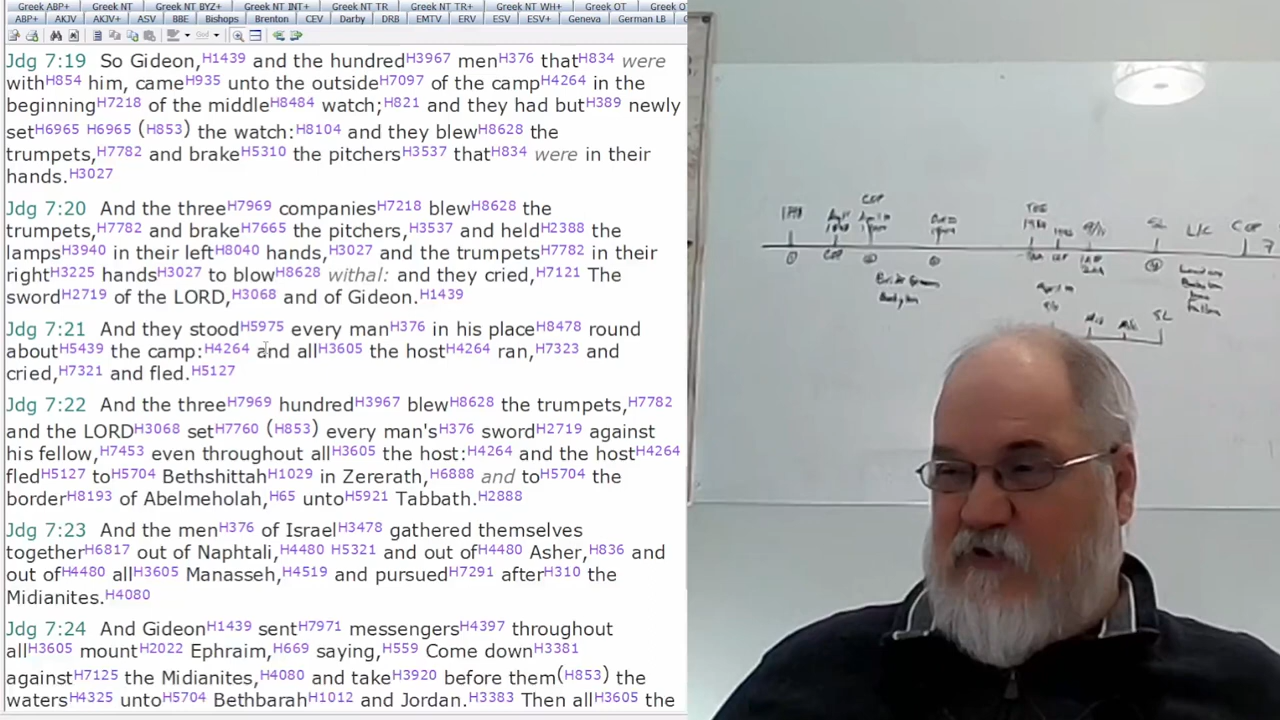 Greek ABP+ Greek NT Greek NT BYZ+ Greek NT INT+ Greek NT TR Greek NT TR+ Greek NT WH+ Greek OT Greek O
ABP+ AKJV AKJV+ ASV BBE Bishops Brenton CEV Darby DRB EMTV ERV ESV ESV+ Geneva German LB G
Jdg 7:19 So Gideon,H1439 and the hundredH3967 menH376 thatH834 were
withH854 him, cameH935 unto the outsideH7097 of the campH4264 in the
beginningH7218 of the middleH8484 watch;H821 and they had butH389 newly
setH6965 H6965 (H853) the watch:H8104 and they blewH8628 the
trumpets,H7782 and brakeH5310 the pitchersH3537 thatH834 were in their
hands.H3027
Jdg 7:20 And the threeH7969 companiesH7218 blewH8628 the
trumpets,H7782 and brakeH7665 the pitchers,H3537 and heldH2388 the
lampsH3940 in their leftH8040 hands,H3027 and the trumpetsH7782 in their
rightH3225 handsH3027 to blowH8628 withal: and they cried,H7121 The
swordH2719 of the LORD,H3068 and of Gideon.H1439
Jdg 7:21 And they stoodH5975 every manH376 in his placeH8478 round
aboutH5439 the camp:H4264 and allH3605 the hostH4264 ran,H7323 and
cried,H7321 and fled.H5127
Jdg 7:22 And the threeH7969 hundredH3967 blewH8628 the trumpets,H7782
and the LORDH3068 setH7760 (H853) every man'sH376 swordH2719 against
his fellow,H7453 even throughout allH3605 the host:H4264 and the hostH4264
fledH5127 toH5704 BethshittahH1029 in Zererath,H6888 and toH5704 the
borderH8193 of Abelmeholah,H65 untoH5921 Tabbath.H2888
Jdg 7:23 And the menH376 of IsraelH3478 gathered themselves
togetherH6817 out of Naphtali,H4480 H5321 and out ofH4480 Asher,H836 and
out ofH4480 allH3605 Manasseh,H4519 and pursuedH7291 afterH310 the
Midianites.H4080
Jdg 7:24 And GideonH1439 sentH7971 messengersH4397 throughout
allH3605 mountH2022 Ephraim,H669 saying,H559 Come downH3381
againstH7125 the Midianites,H4080 and takeH3920 before them(H853) the
watersH4325 untoH5704 BethbarahH1012 and Jordan.H3383 Then allH3605 the
1798
SL L/C COP
SL